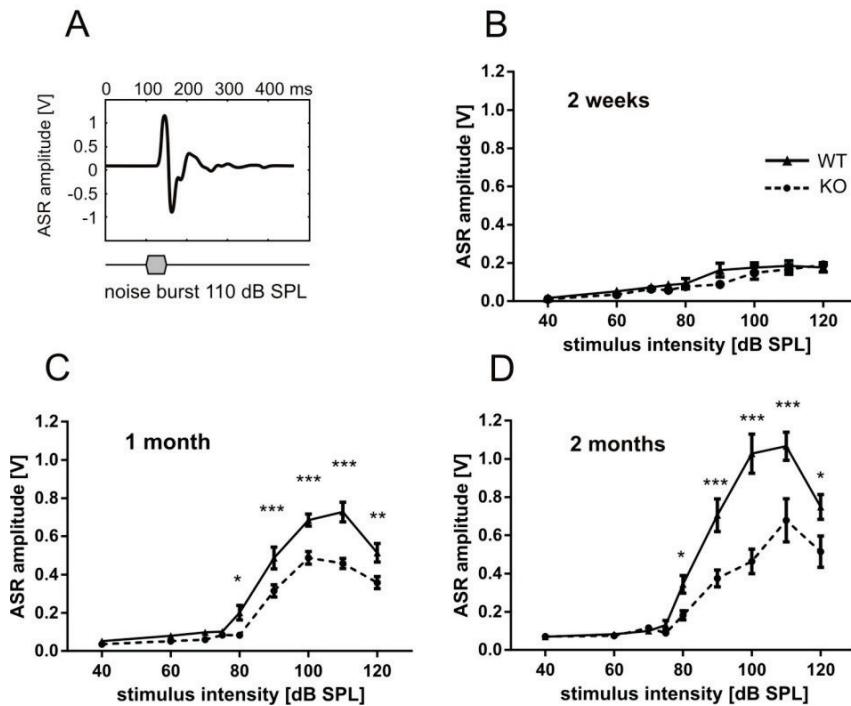 A
0 100 200 300 400 ms
ASR amplitude [V]
1
0.5
0
-0.5
-1
noise burst 110 dB SPL
B
2 weeks
ASR amplitude [V]
1.2
1.0
0.8
0.6
0.4
0.2
0.0
WT
KO
40 60 80 100 120
stimulus intensity [dB SPL]
C
1 month
ASR amplitude [V]
1.2
1.0
0.8
0.6
0.4
0.2
0.0
* *** *** *** **
40 60 80 100 120
stimulus intensity [dB SPL]
D
2 months
ASR amplitude [V]
1.2
1.0
0.8
0.6
0.4
0.2
0.0
* *** *** *** *
40 60 80 100 120
stimulus intensity [dB SPL]